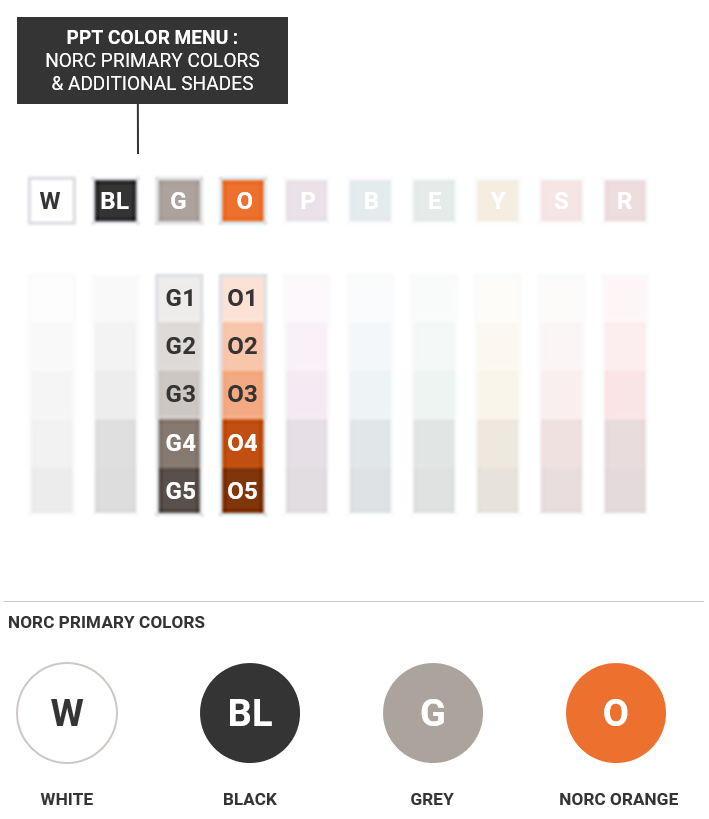 PPT COLOR MENU :
NORC PRIMARY COLORS
& ADDITIONAL SHADES
W BL G O P B E Y S R
G1 O1
G2 O2
G3 O3
G4 O4
G5 O5
NORC PRIMARY COLORS
W BL G O
WHITE BLACK GREY NORC ORANGE